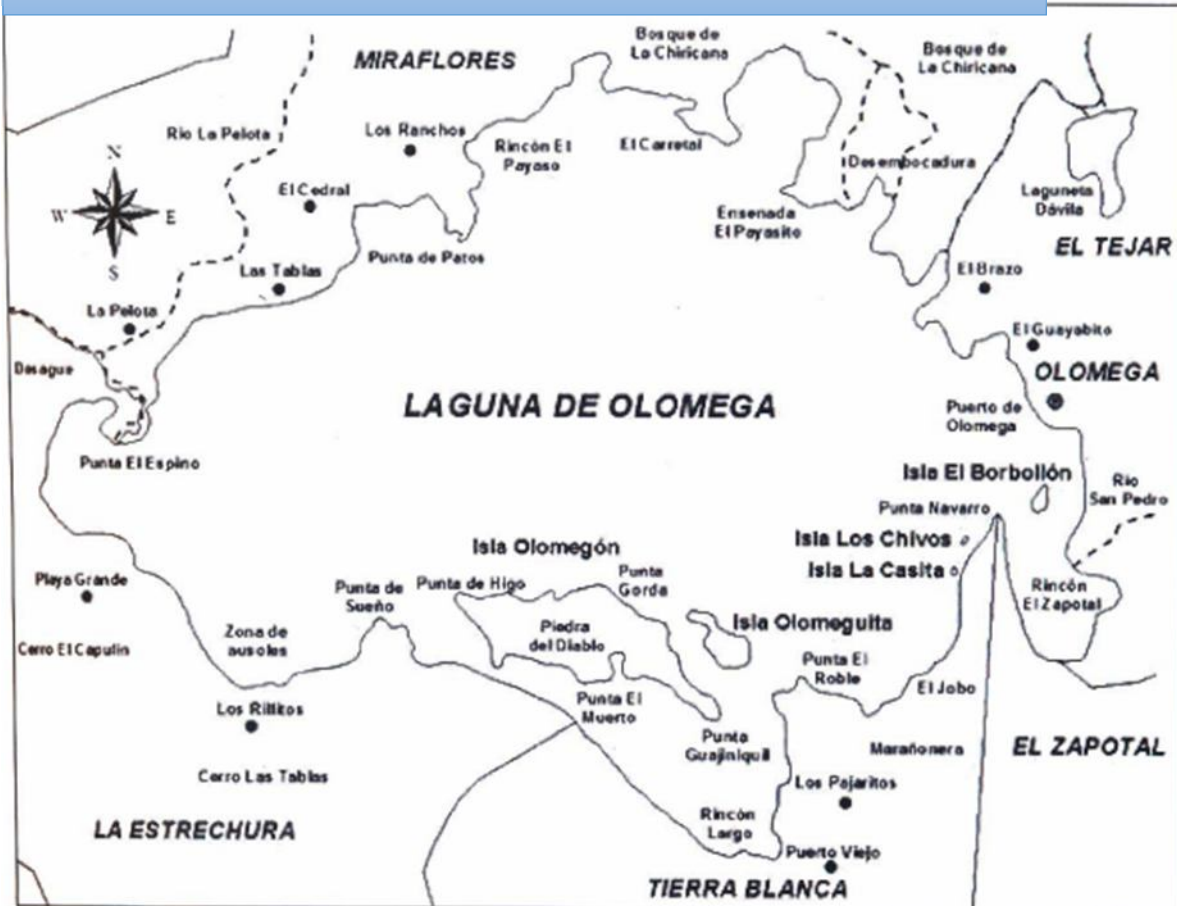 Bosque de
La Chiricana
MIRAFLORES
Bosque de
La Chiricana
Rio La Pelota
Los Ranchos
Rincón El
Payaso
El Carretal
Desembocadura
N
W
E
S
El Cedral
Laguneta
Dávila
Ensenada
El Payasito
EL TEJAR
Punta de Patos
Las Tablas
El Brazo
La Pelota
El Guayabito
Desague
OLOMEGA
LAGUNA DE OLOMEGA
Puerto de
Olomega
Punta El Espino
Isla El Borbollón
Rio
San Pedro
Punta Navarro
Isla Los Chivos
Isla Olomegón
Isla La Casita
Playa Grande
Punta de
Sueño
Punta de Higo
Punta
Gorda
Rincón
El Zapotal
Zona de
ausoles
Piedra
del Diablo
Isla Olomeguita
Cerro El Capulin
Punta El
Roble
El Jobo
Los Rillitos
Punta El
Muerto
Punta
Guajiniquil
Marañonera
EL ZAPOTAL
Cerro Las Tablas
Los Pajaritos
LA ESTRECHURA
Rincón
Largo
Puerto Viejo
TIERRA BLANCA